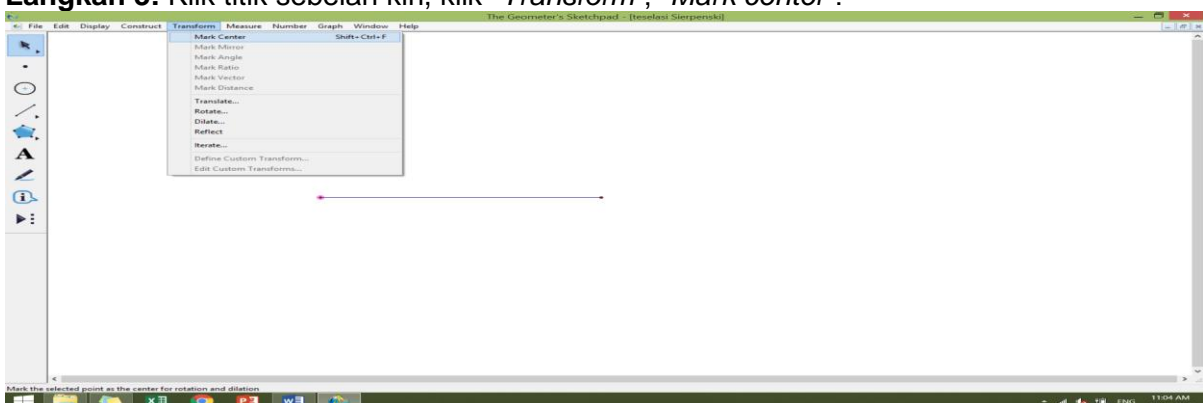 Langkah 3. Klik titik sebelah kiri, klik "Transform", "Mark center".
The Geometer's Sketchpad - [teselasi Sierpenski]
File Edit Display Construct Transform Measure Number Graph Window Help
Mark Center Shift+Ctrl+F
Mark Mirror
Mark Angle
Mark Ratio
Mark Vector
Mark Distance
Translate...
Rotate...
Dilate...
Reflect
Iterate...
Define Custom Transform...
Edit Custom Transforms...
A
Mark the selected point as the center for rotation and dilation
ENG 11:04 AM